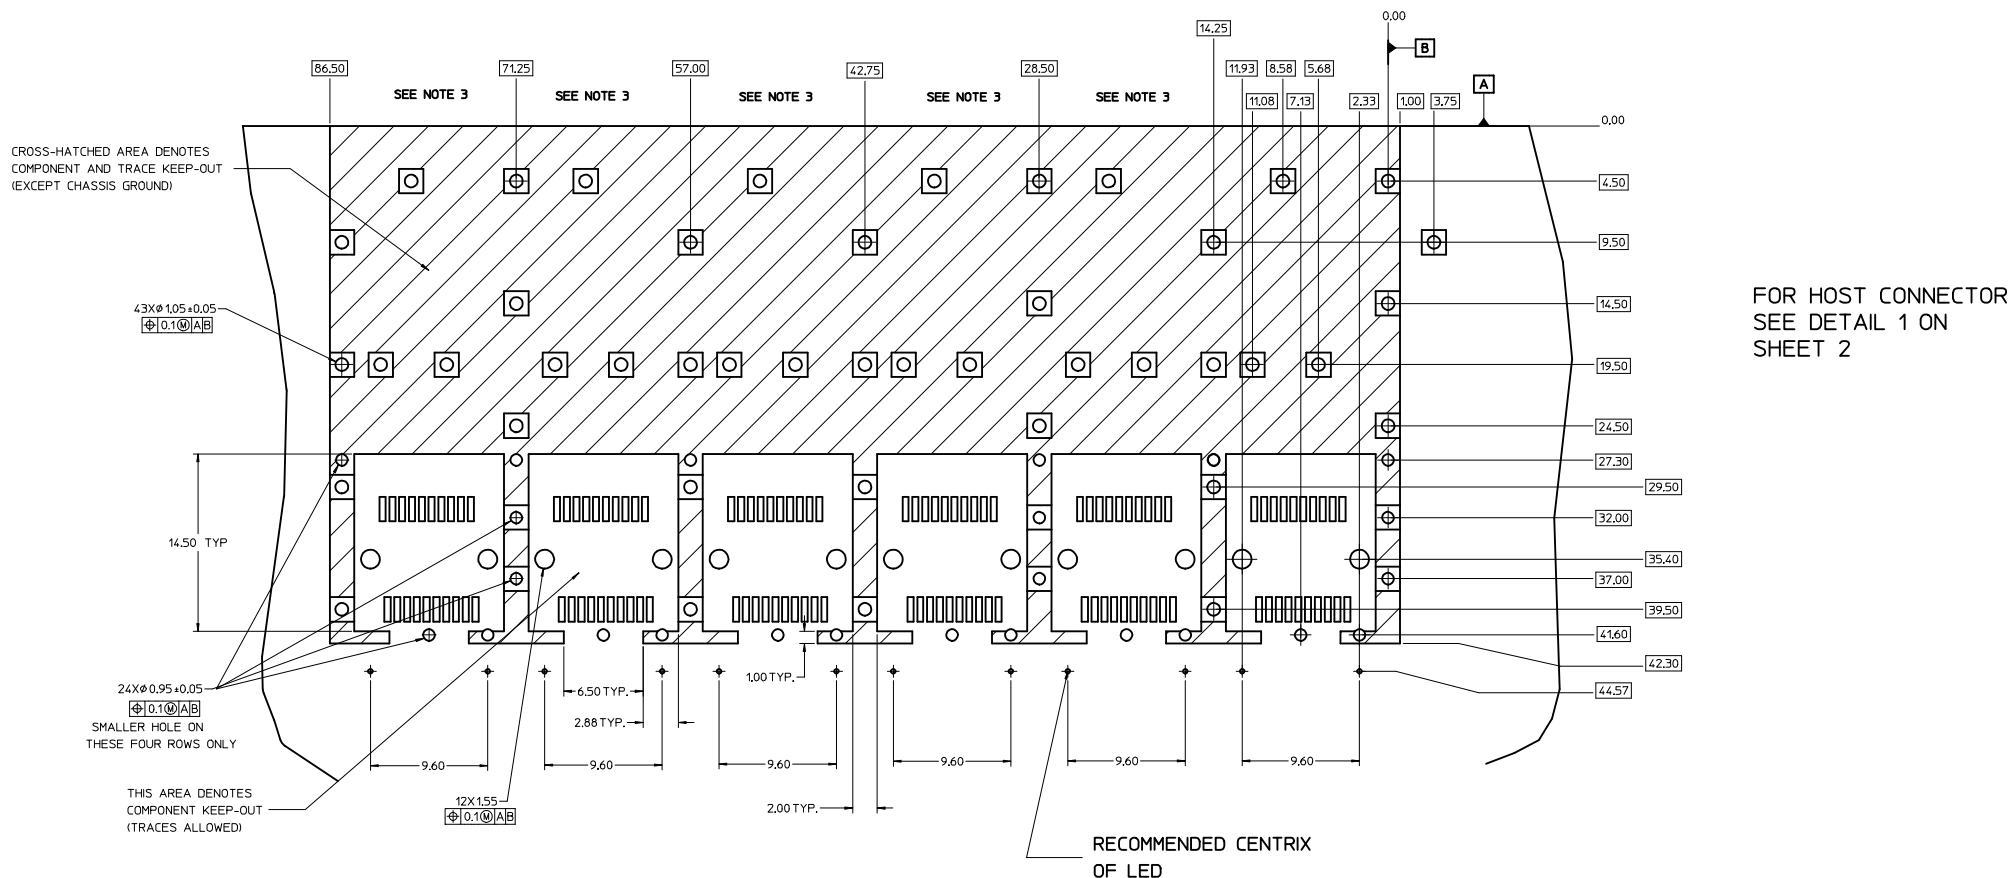 0.00
B
14.25
86.50
71.25
57.00
42.75
28.50
11.93
8.58
5.68
A
SEE NOTE 3
SEE NOTE 3
SEE NOTE 3
SEE NOTE 3
SEE NOTE 3
11.08
7.13
2.33
1.00
3.75
0.00
CROSS-HATCHED AREA DENOTES
COMPONENT AND TRACE KEEP-OUT
(EXCEPT CHASSIS GROUND)
4.50
9.50
43XØ1.05±0.05
⌖ 0.1Ⓜ A B
14.50
FOR HOST CONNECTOR
SEE DETAIL 1 ON
SHEET 2
19.50
24.50
27.30
29.50
32.00
14.50 TYP
35.40
37.00
39.50
41.60
42.30
44.57
24XØ0.95±0.05
⌖ 0.1Ⓜ A B
SMALLER HOLE ON
THESE FOUR ROWS ONLY
6.50 TYP.
1.00 TYP.
2.88 TYP.
9.60
9.60
9.60
9.60
9.60
9.60
THIS AREA DENOTES
COMPONENT KEEP-OUT
(TRACES ALLOWED)
12X1.55
⌖ 0.1Ⓜ A B
2.00 TYP.
RECOMMENDED CENTRIX
OF LED